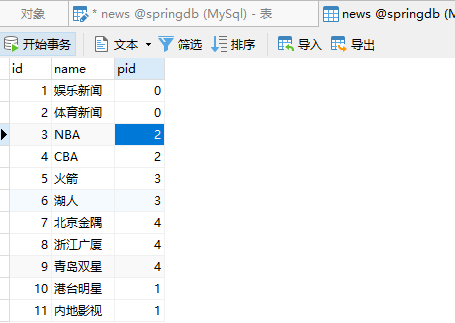 对象
* news @springdb (MySql) - 表
news @springdb (MySql)
开始事务 文本 筛选 排序 导入 导出
id name pid
1 娱乐新闻 0
2 体育新闻 0
3 NBA 2
4 CBA 2
5 火箭 3
6 湖人 3
7 北京金隅 4
8 浙江广厦 4
9 青岛双星 4
10 港台明星 1
11 内地影视 1